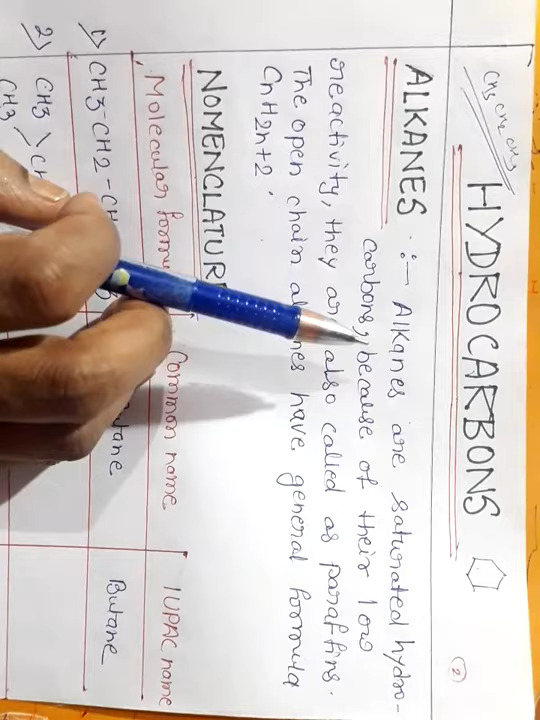 CH3 CH2 CH3
HYDROCARBONS
2
ALKANES :- Alkanes are saturated hydro-
carbons, because of their low
reactivity, they are also called as paraffins.
The open chain alkanes have general formula
CnH2n+2.
NOMENCLATURE
Molecular formula Common name IUPAC name
1) CH3-CH2-CH Butane
2) CH3
CH3